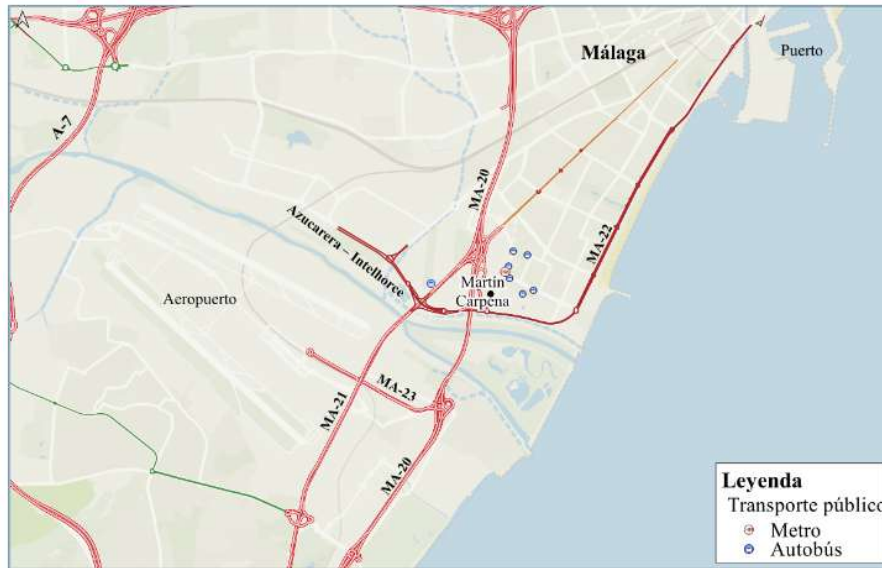 Málaga
Puerto
A-7
MA-20
Azucarera – Intelhorce
MA-22
Martín
Carpena
Aeropuerto
MA-21
MA-23
MA-20
Leyenda
Transporte público
Metro
Autobús